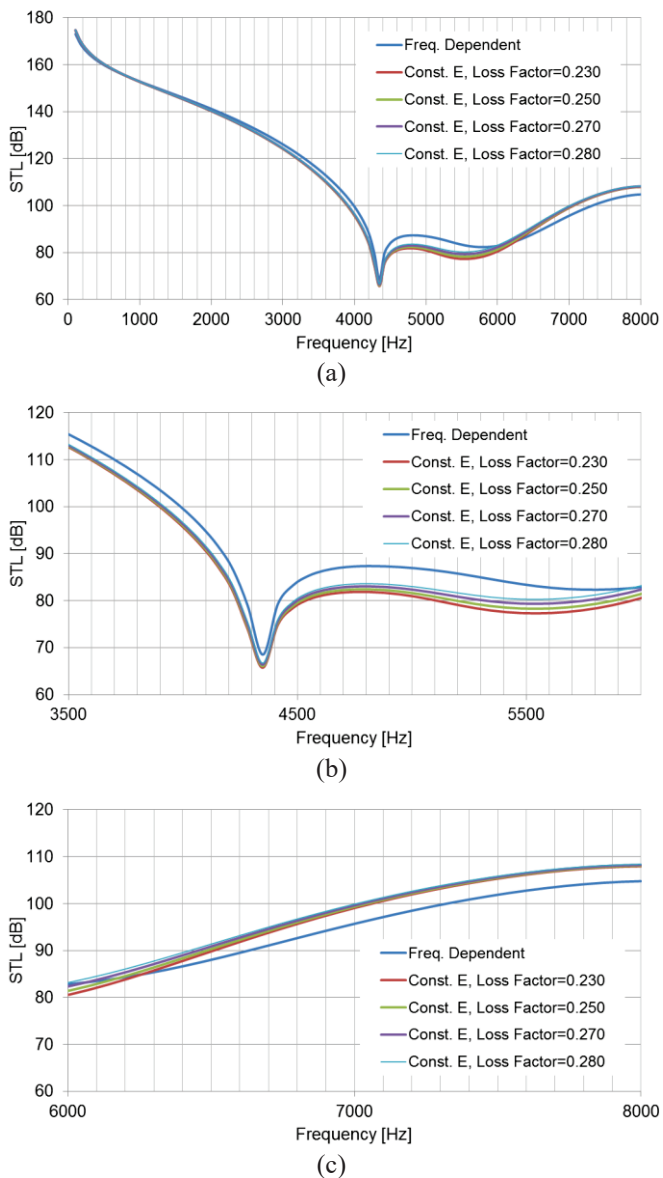 180
160
140
120
100
80
60
STL [dB]
Freq. Dependent
Const. E, Loss Factor=0.230
Const. E, Loss Factor=0.250
Const. E, Loss Factor=0.270
Const. E, Loss Factor=0.280
0 1000 2000 3000 4000 5000 6000 7000 8000
Frequency [Hz]
(a)
120
110
100
90
80
70
60
STL [dB]
Freq. Dependent
Const. E, Loss Factor=0.230
Const. E, Loss Factor=0.250
Const. E, Loss Factor=0.270
Const. E, Loss Factor=0.280
3500 4500 5500
Frequency [Hz]
(b)
120
110
100
90
80
70
60
STL [dB]
Freq. Dependent
Const. E, Loss Factor=0.230
Const. E, Loss Factor=0.250
Const. E, Loss Factor=0.270
Const. E, Loss Factor=0.280
6000 7000 8000
Frequency [Hz]
(c)